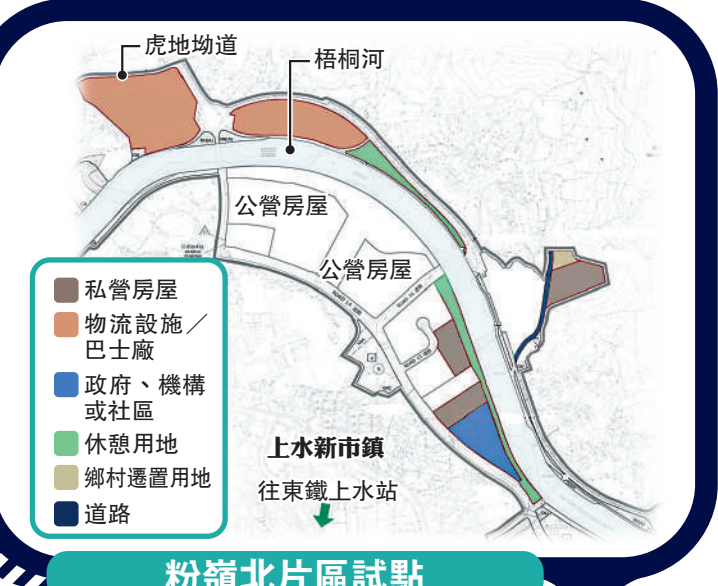 虎地坳道
梧桐河
公營房屋
公營房屋
私營房屋
物流設施／
巴士廠
政府、機構
或社區
休憩用地
鄉村遷置用地
道路
上水新市鎮
往東鐵上水站
粉嶺北片區試點